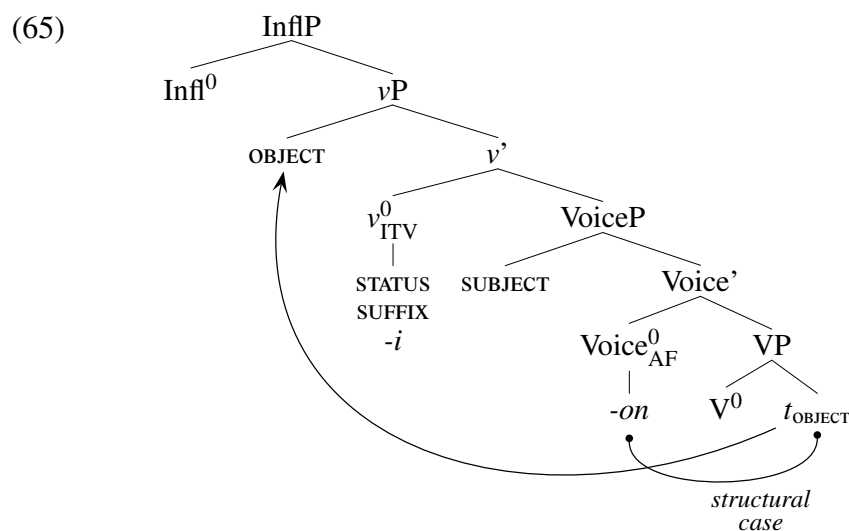 (65)
InflP
Infl⁰ vP
OBJECT v’
v⁰ITV VoiceP
STATUS SUFFIX -i SUBJECT Voice’
Voice⁰AF VP
-on V⁰ tOBJECT
structural
case